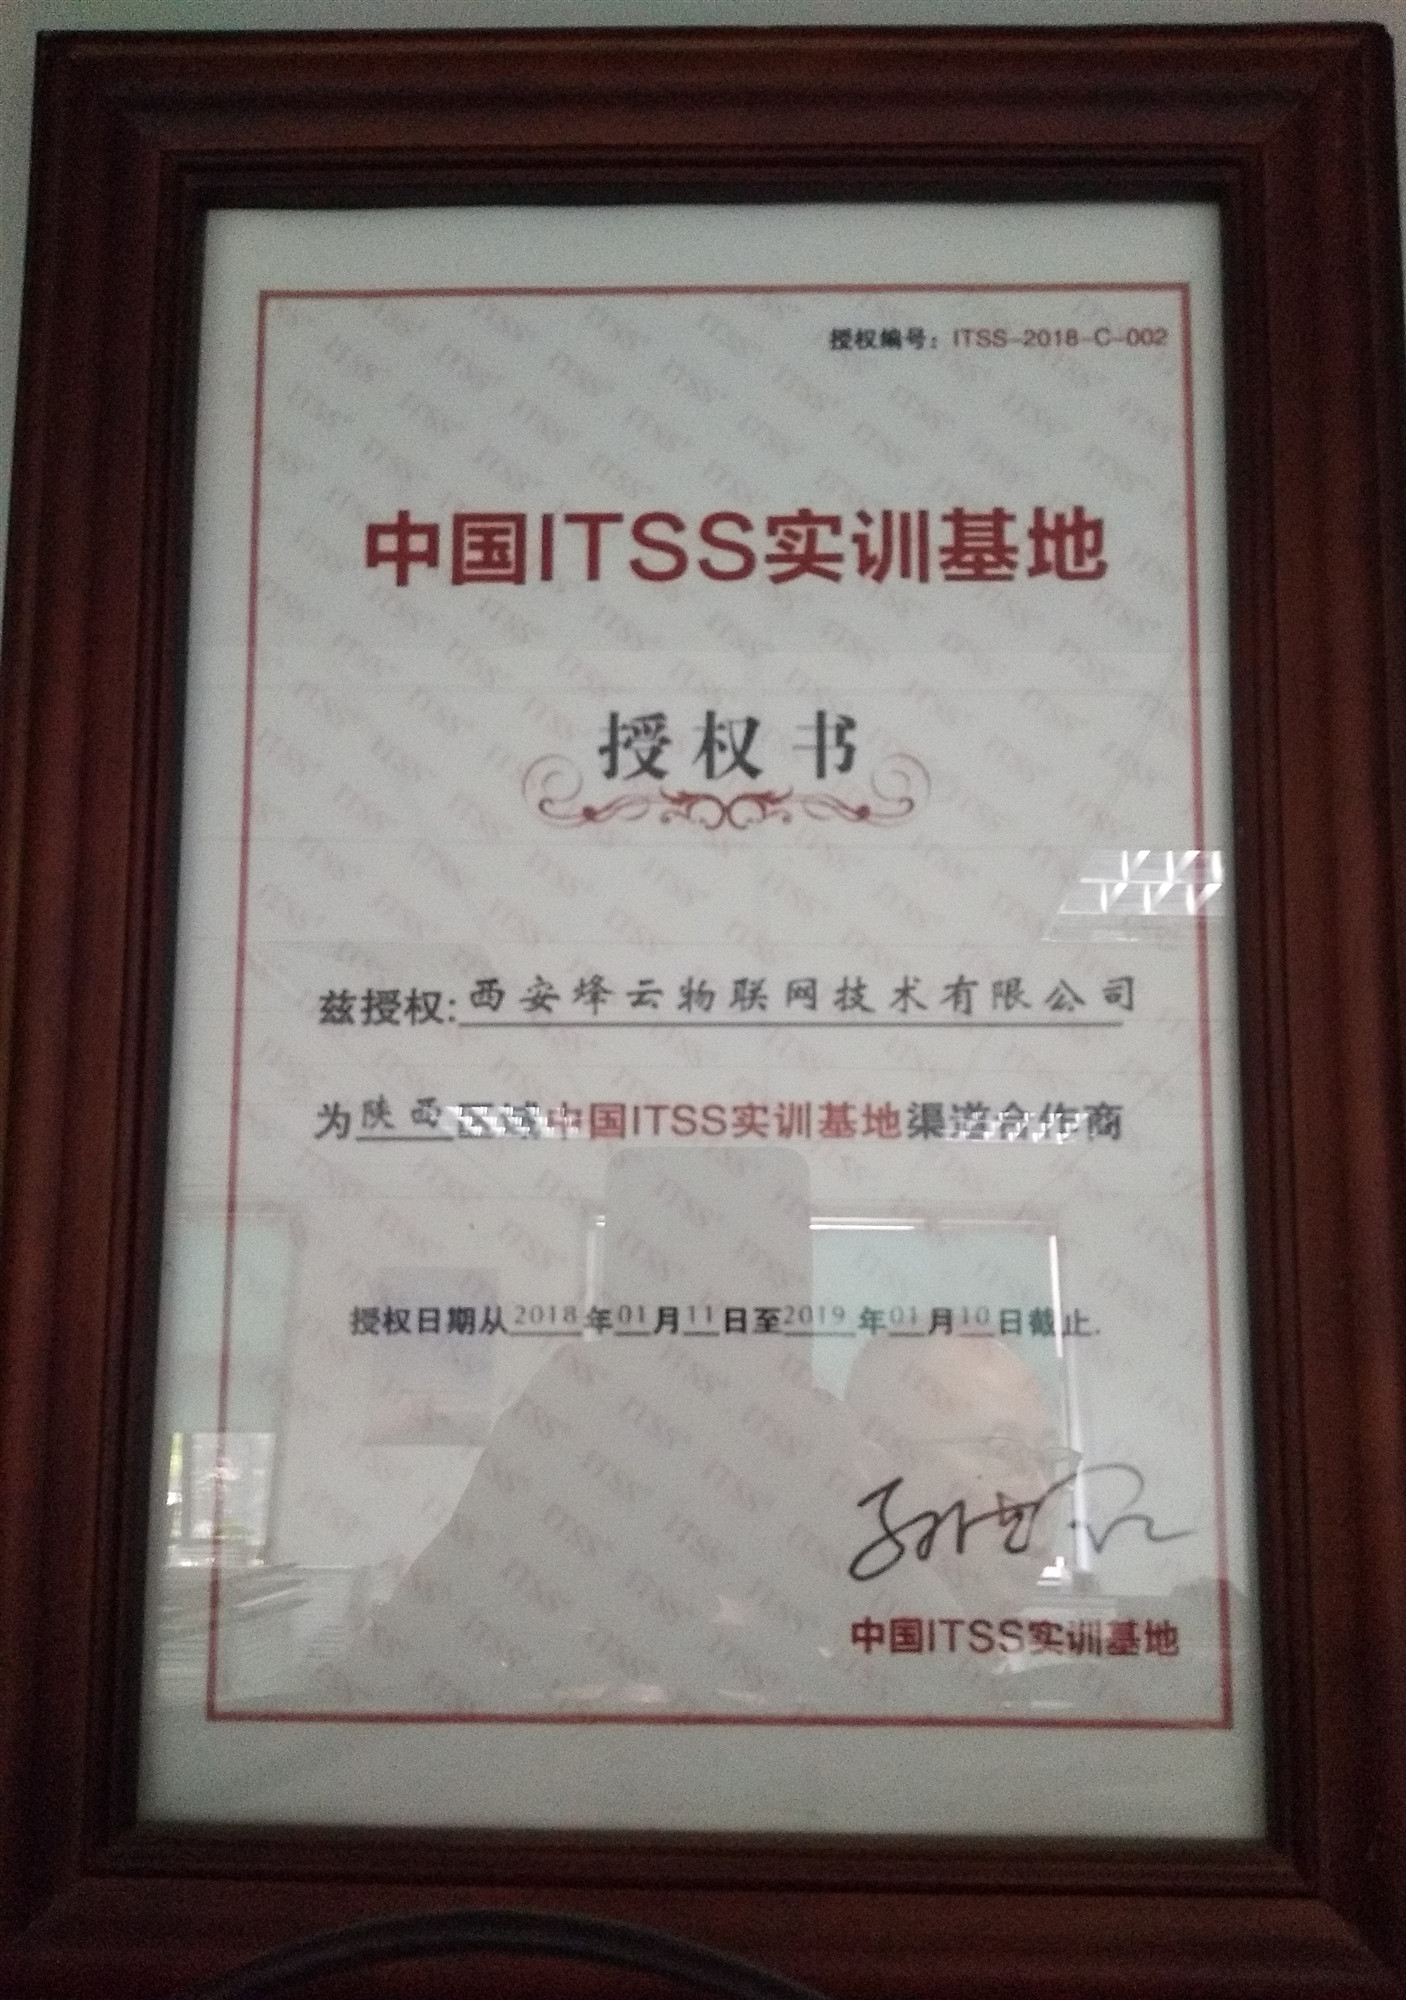 授权编号：ITSS-2018-C-002
中国ITSS实训基地
授权书
兹授权:西安烽云物联网技术有限公司
为陕西区域中国ITSS实训基地渠道合作商
授权日期从2018年01月11日至2019年01月10日截止.
中国ITSS实训基地